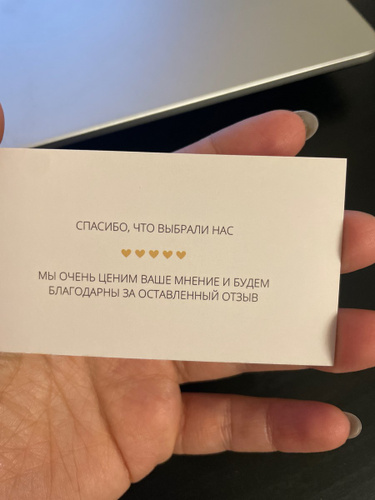 СПАСИБО, ЧТО ВЫБРАЛИ НАС
МЫ ОЧЕНЬ ЦЕНИМ ВАШЕ МНЕНИЕ И БУДЕМ
БЛАГОДАРНЫ ЗА ОСТАВЛЕННЫЙ ОТЗЫВ